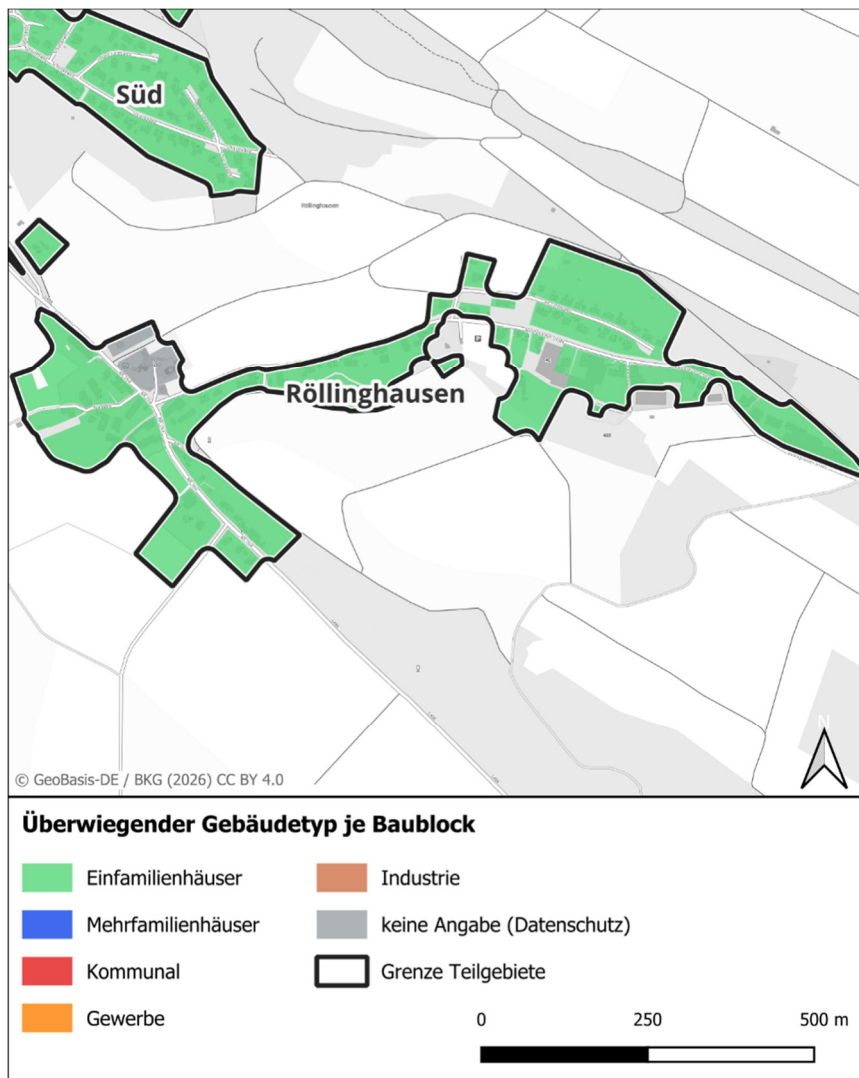 Süd
Röllinghausen
Röllinghausen
P
© GeoBasis-DE / BKG (2026) CC BY 4.0
N
Überwiegender Gebäudetyp je Baublock
Einfamilienhäuser
Mehrfamilienhäuser
Kommunal
Gewerbe
Industrie
keine Angabe (Datenschutz)
Grenze Teilgebiete
0 250 500 m